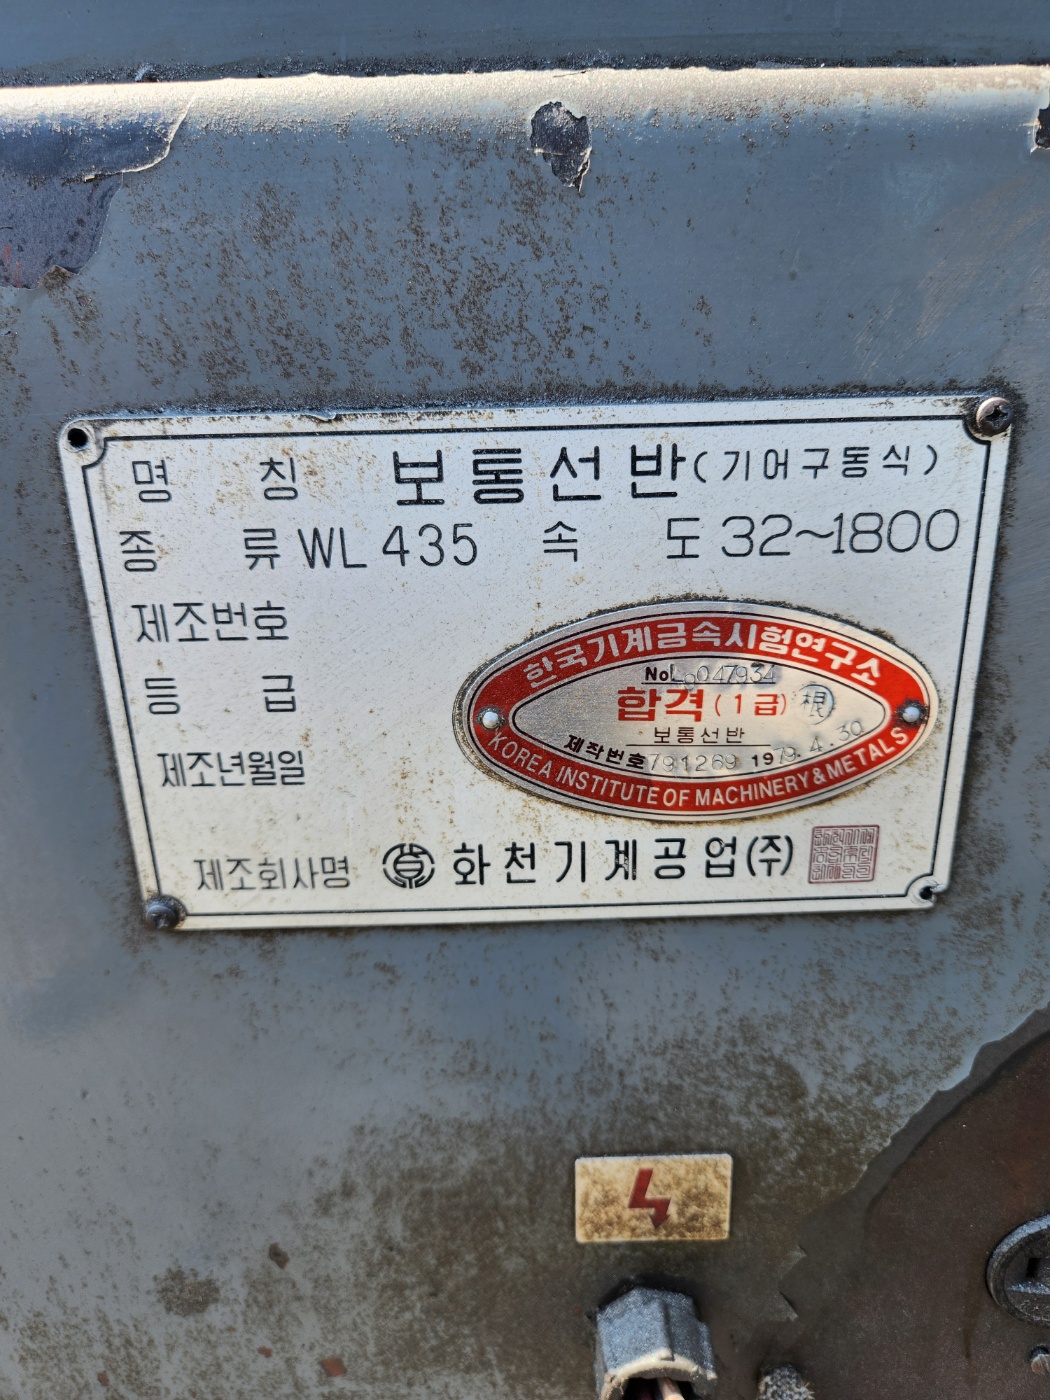 명 칭 보통선반(기어구동식)
종 류 WL 435 속 도 32~1800
제조번호
등 급
제조년월일
한국기계금속시험연구소
No 047934
합격(1급)
보통선반
제작번호 791269 1979.4.30
KOREA INSTITUTE OF MACHINERY & METALS
제조회사명 화천기계공업(주)